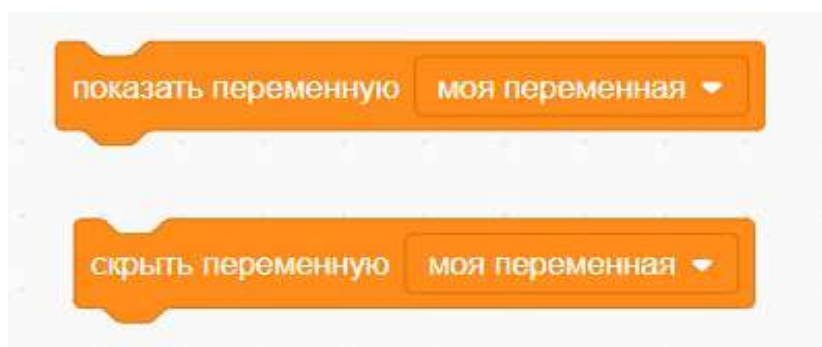 показать переменную моя переменная
скрыть переменную моя переменная